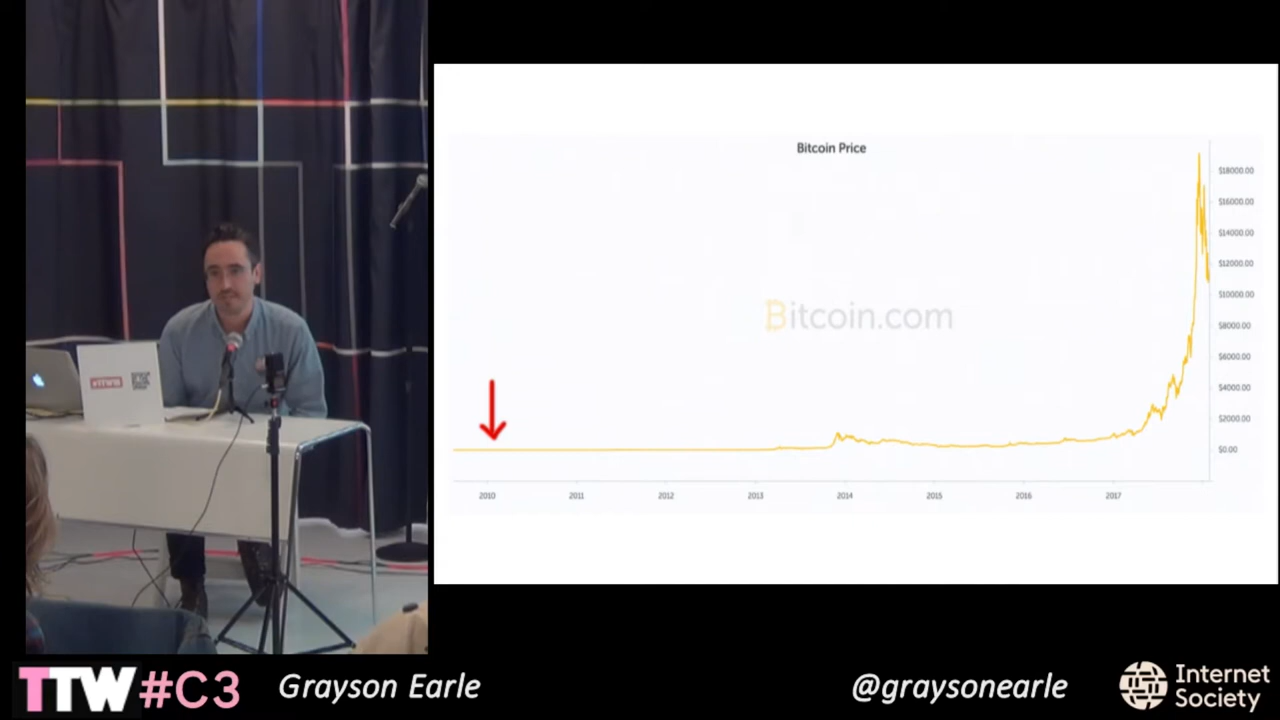 Bitcoin Price
Bitcoin.com
$18000.00
$16000.00
$14000.00
$12000.00
$10000.00
$8000.00
$6000.00
$4000.00
$2000.00
$0.00
2010 2011 2012 2013 2014 2015 2016 2017
#TTW
TTW #C3 Grayson Earle @graysonearle Internet
Society